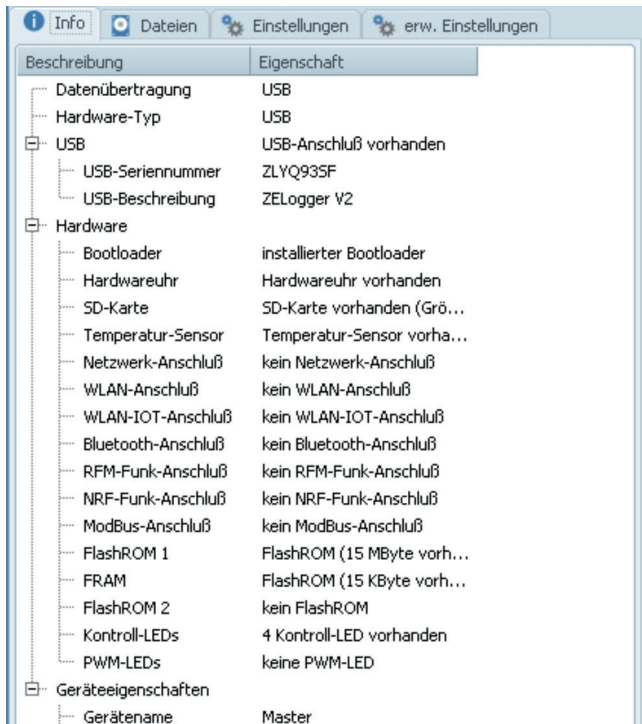 Info Dateien Einstellungen erw. Einstellungen
Beschreibung Eigenschaft
Datenübertragung USB
Hardware-Typ USB
USB USB-Anschluß vorhanden
USB-Seriennummer ZLYQ93SF
USB-Beschreibung ZELogger V2
Hardware
Bootloader installierter Bootloader
Hardwareuhr Hardwareuhr vorhanden
SD-Karte SD-Karte vorhanden (Grö...
Temperatur-Sensor Temperatur-Sensor vorha...
Netzwerk-Anschluß kein Netzwerk-Anschluß
WLAN-Anschluß kein WLAN-Anschluß
WLAN-IOT-Anschluß kein WLAN-IOT-Anschluß
Bluetooth-Anschluß kein Bluetooth-Anschluß
RFM-Funk-Anschluß kein RFM-Funk-Anschluß
NRF-Funk-Anschluß kein NRF-Funk-Anschluß
ModBus-Anschluß kein ModBus-Anschluß
FlashROM 1 FlashROM (15 MByte vorh...
FRAM FlashROM (15 KByte vorh...
FlashROM 2 kein FlashROM
Kontroll-LEDs 4 Kontroll-LED vorhanden
PWM-LEDs keine PWM-LED
Geräteeigenschaften
Gerätename Master